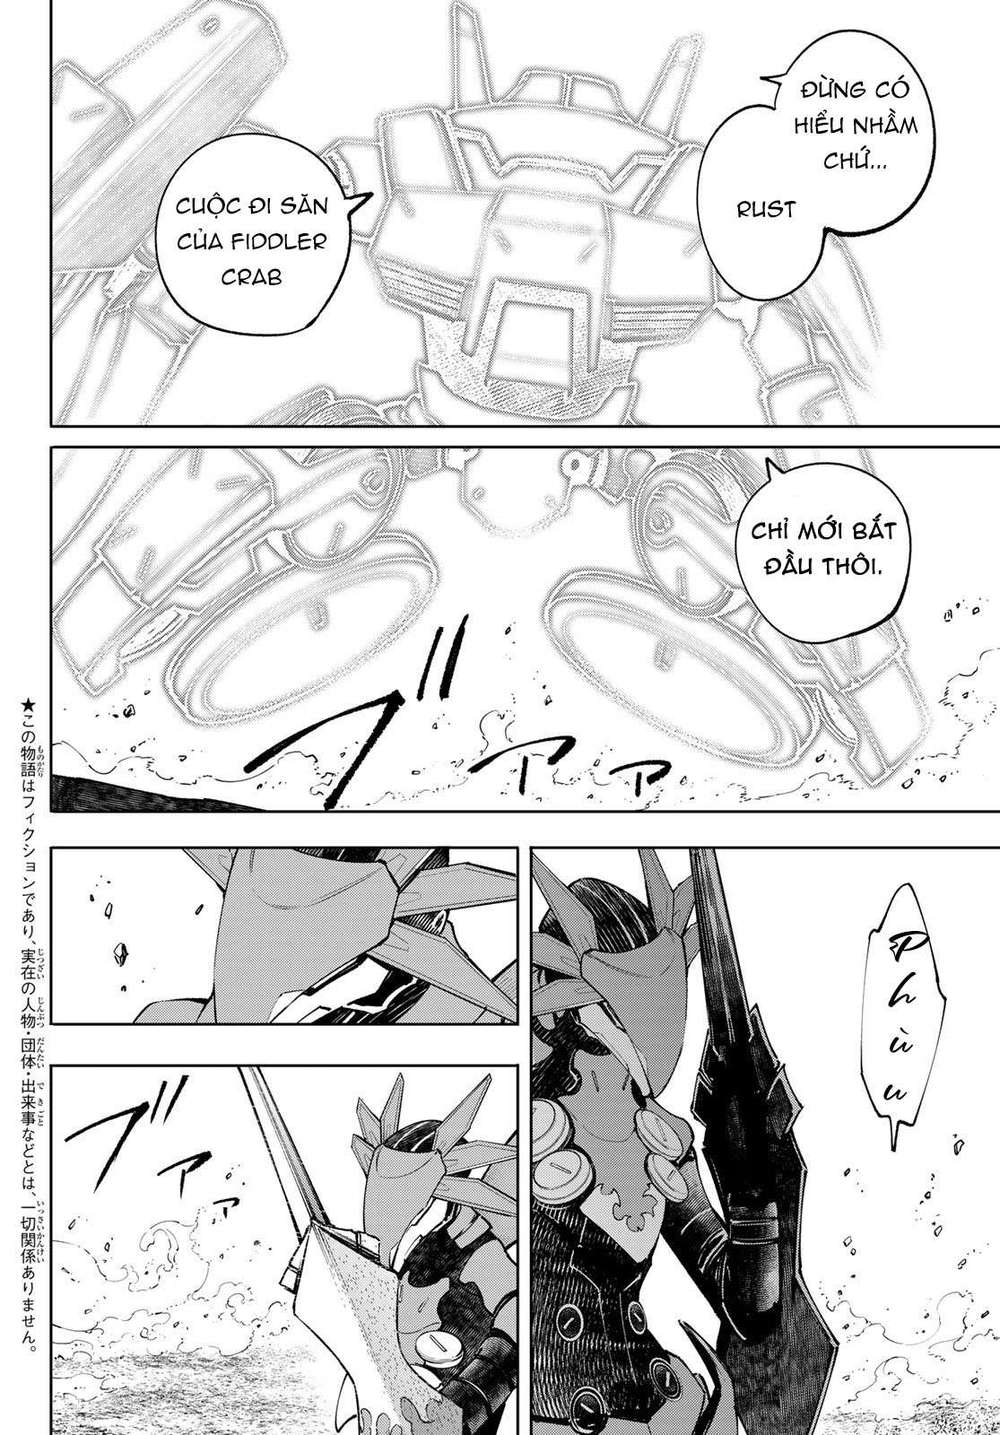 ĐỪNG CÓ
HIỂU NHẦM
CHỨ...
RUST
CUỘC ĐI SĂN
CỦA FIDDLER
CRAB
CHỈ MỚI BẮT
ĐẦU THÔI.
ブァァ
Phùu
ブァァ
★この物語はフィクションであり、実在の人物・団体・出来事などとは、一切関係ありません。